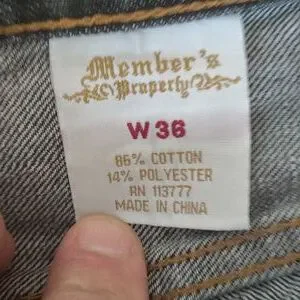 Member's
Property
W 36
86% COTTON
14% POLYESTER
RN 113777
MADE IN CHINA